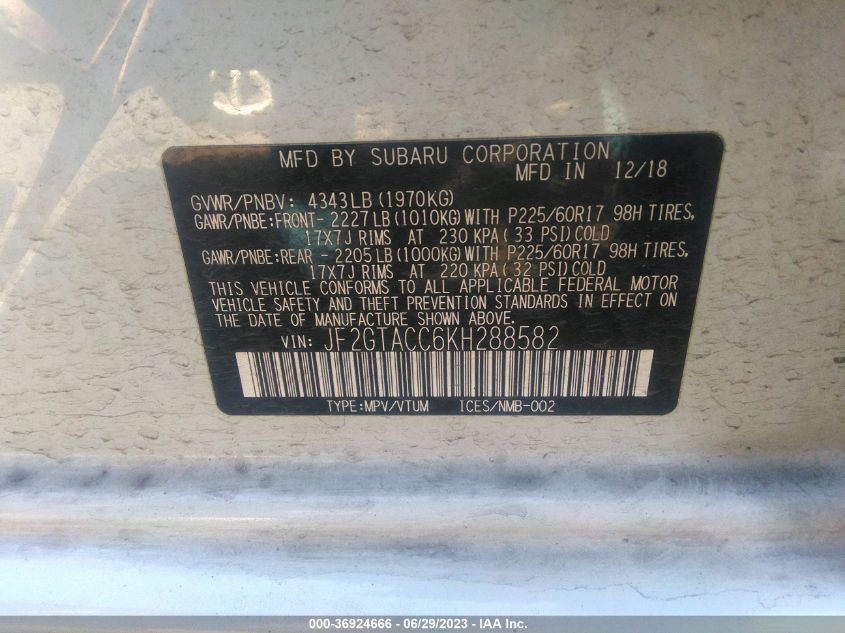 MFD BY SUBARU CORPORATION
MFD IN 12/18
GVWR/PNBV: 4343LB(1970KG)
GAWR/PNBE:FRONT- 2227LB(1010KG)WITH P225/60R17 98H TIRES,
17X7J RIMS AT 230 KPA( 33 PSI)COLD
GAWR/PNBE:REAR - 2205LB(1000KG)WITH P225/60R17 98H TIRES,
17X7J RIMS AT 220 KPA( 32 PSI)COLD
THIS VEHICLE CONFORMS TO ALL APPLICABLE FEDERAL MOTOR
VEHICLE SAFETY AND THEFT PREVENTION STANDARDS IN EFFECT ON
THE DATE OF MANUFACTURE SHOWN ABOVE.
VIN: JF2GTACC6KH288582
TYPE:MPV/VTUM ICES/NMB-002
000-36924666 - 06/29/2023 - IAA Inc.